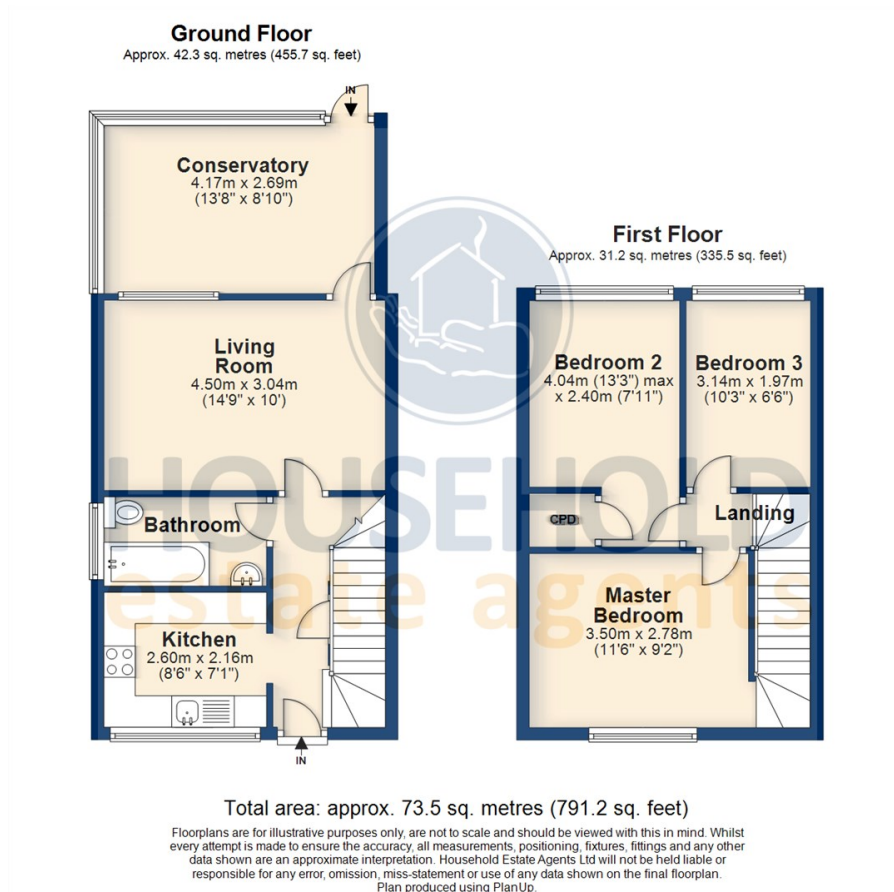 Ground Floor
Approx. 42.3 sq. metres (455.7 sq. feet)
IN
Conservatory
4.17m x 2.69m
(13'8" x 8'10")
Living
Room
4.50m x 3.04m
(14'9" x 10')
Bathroom
Kitchen
2.60m x 2.16m
(8'6" x 7'1")
IN
First Floor
Approx. 31.2 sq. metres (335.5 sq. feet)
Bedroom 2
4.04m (13'3") max
x 2.40m (7'11")
Bedroom 3
3.14m x 1.97m
(10'3" x 6'6")
CPD
Landing
Master
Bedroom
3.50m x 2.78m
(11'6" x 9'2")
HOUSEHOLD
estate agents
Total area: approx. 73.5 sq. metres (791.2 sq. feet)
Floorplans are for illustrative purposes only, are not to scale and should be viewed with this in mind. Whilst
every attempt is made to ensure the accuracy, all measurements, positioning, fixtures, fittings and any other
data shown are an approximate interpretation. Household Estate Agents Ltd will not be held liable or
responsible for any error, omission, miss-statement or use of any data shown on the final floorplan.
Plan produced using PlanUp.